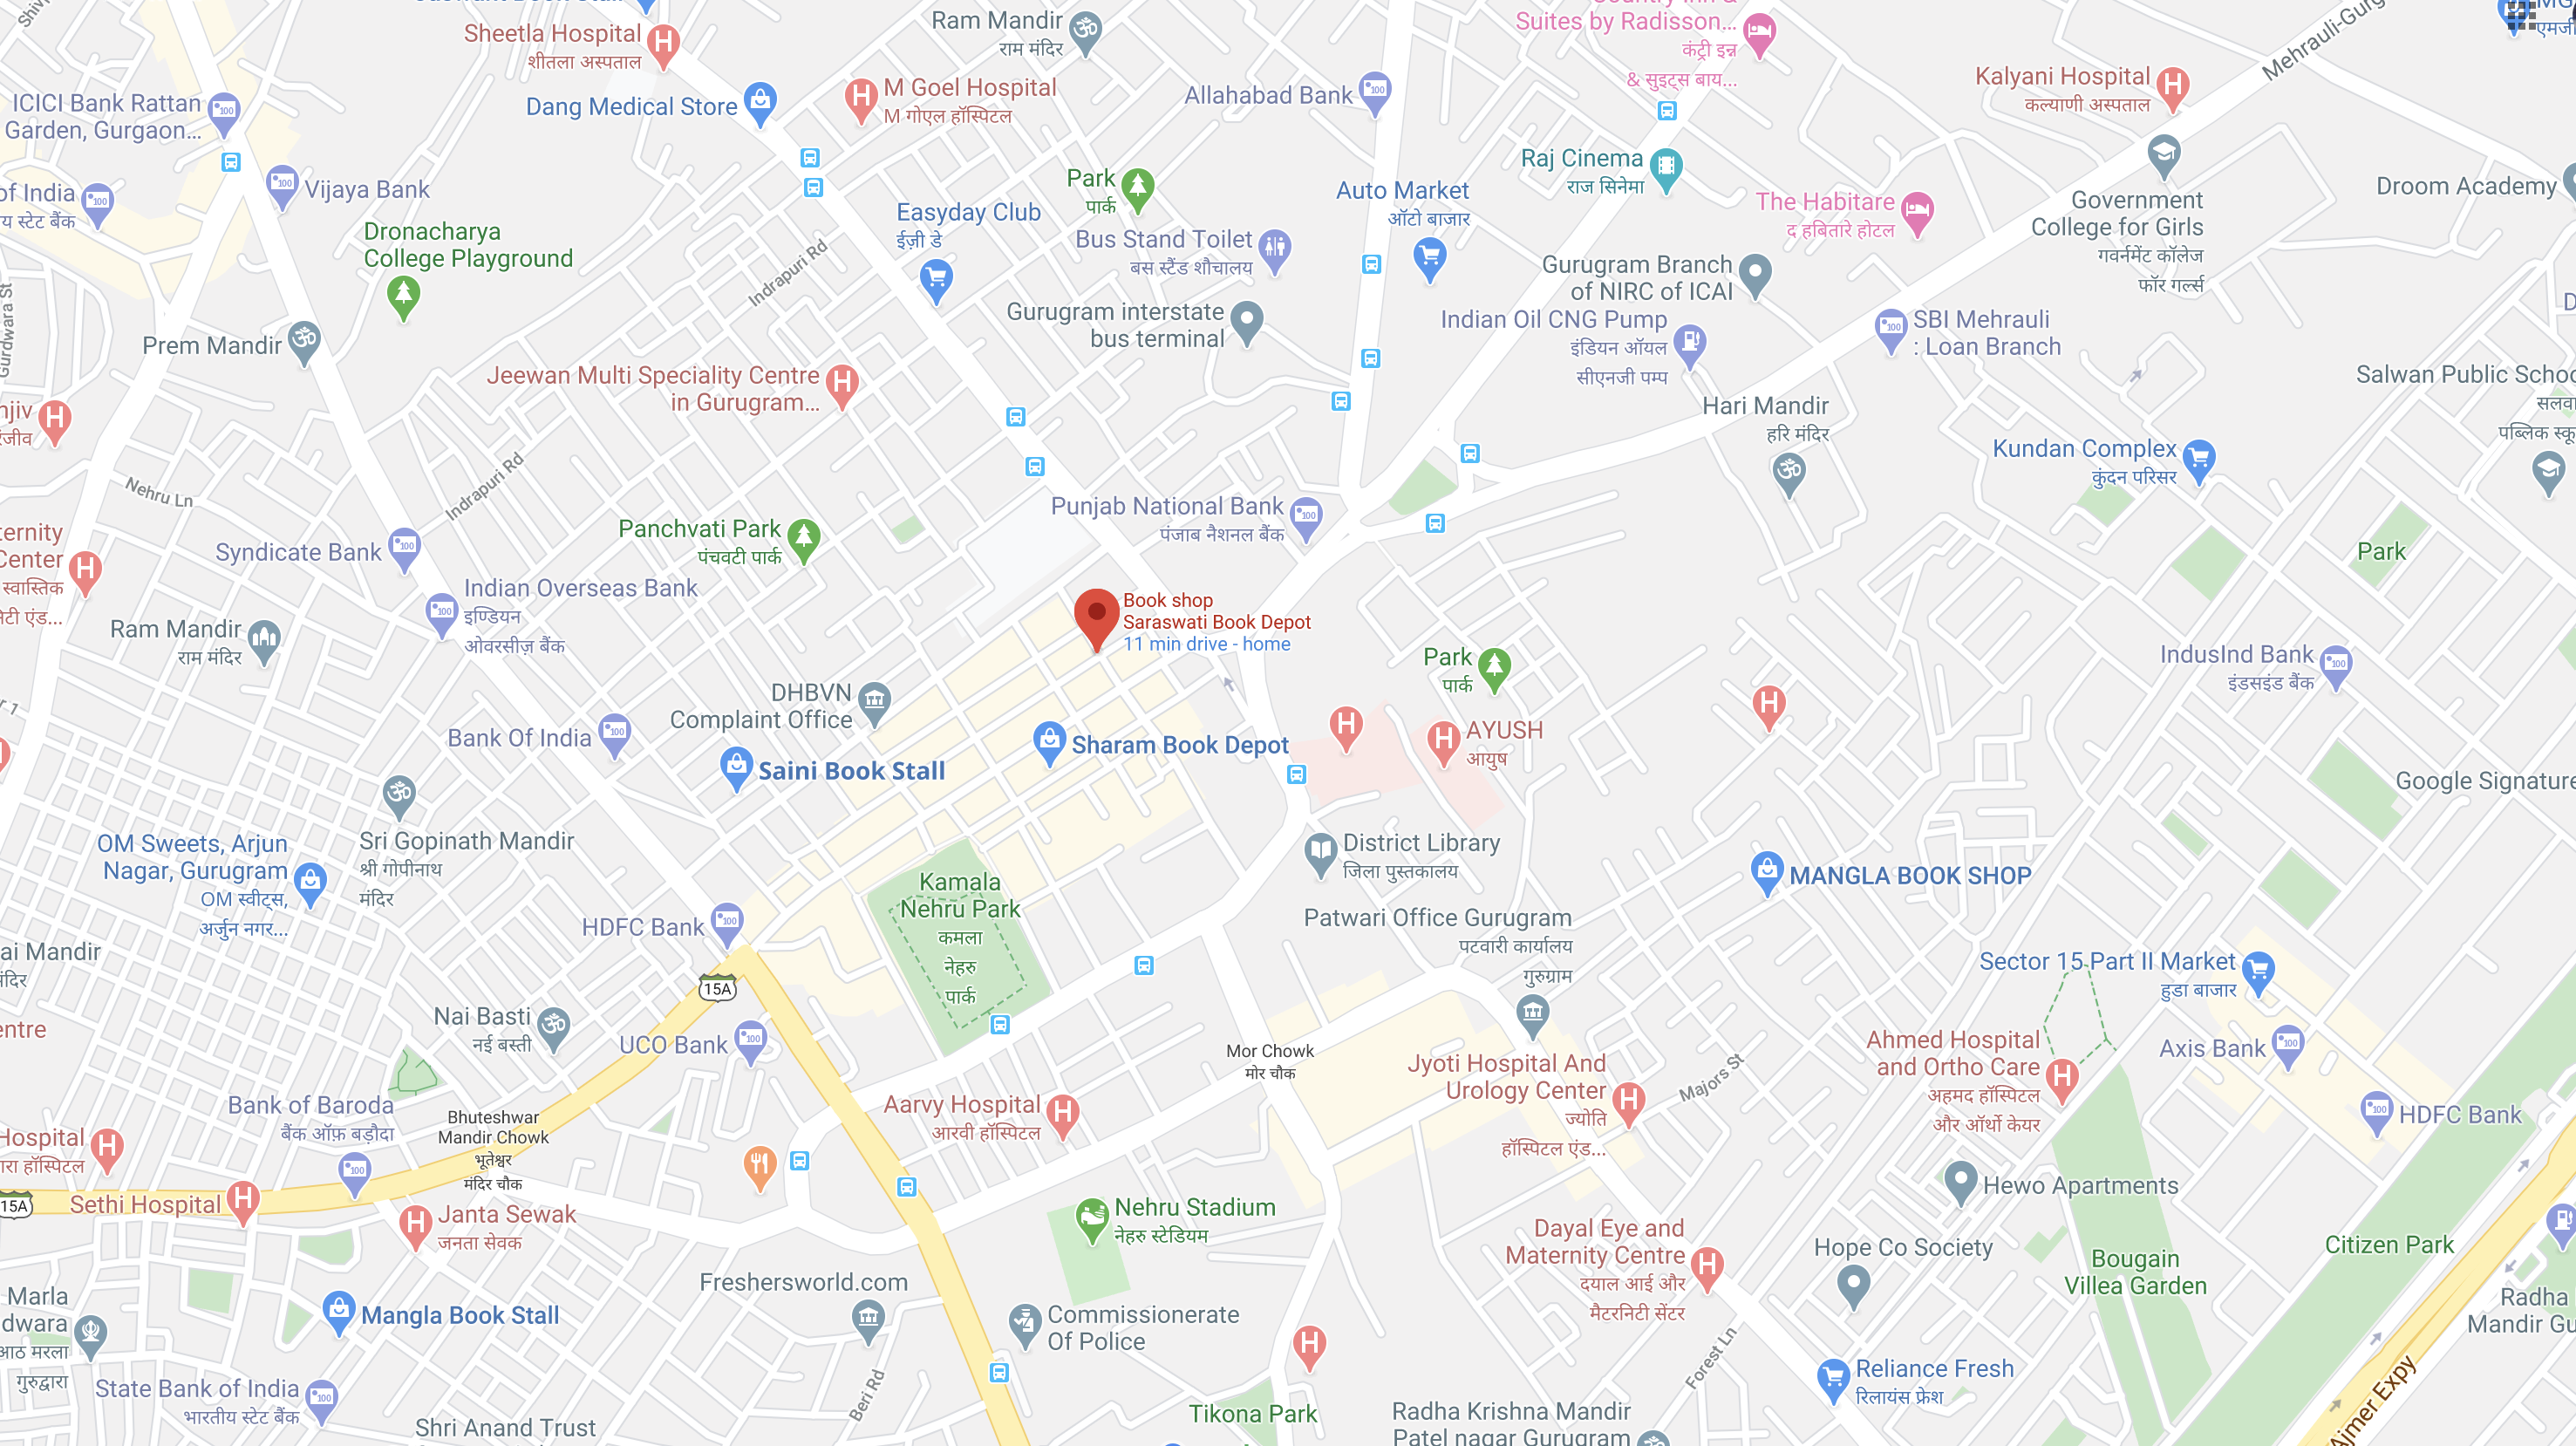 Sheetla Hospital
शीतला अस्पताल
Ram Mandir
राम मंदिर
Suites by Radisson...
कंट्री इन्न
& सुइट्स बाय...
Mehrauli-Gurg
ICICI Bank Rattan
Garden, Gurgaon...
Dang Medical Store
M Goel Hospital
M गोएल हॉस्पिटल
Allahabad Bank
Kalyani Hospital
कल्याणी अस्पताल
of India
य स्टेट बैंक
Vijaya Bank
Park
पार्क
Raj Cinema
राज सिनेमा
Auto Market
ऑटो बाजार
The Habitare
द हबितारे होटल
Government
College for Girls
गवर्नमेंट कॉलेज
फॉर गर्ल्स
Droom Academy
Dronacharya
College Playground
Easyday Club
ईज़ी डे
Bus Stand Toilet
बस स्टैंड शौचालय
Indrapuri Rd
Gurugram Branch
of NIRC of ICAI
Gurdwara St
Prem Mandir
Gurugram interstate
bus terminal
Indian Oil CNG Pump
इंडियन ऑयल
सीएनजी पम्प
SBI Mehrauli
: Loan Branch
Jeewan Multi Speciality Centre
in Gurugram...
Hari Mandir
हरि मंदिर
Salwan Public Schoo
सलवा
पब्लिक स्कू
njiv
Kundan Complex
कुंदन परिसर
Nehru Ln
Indrapuri Rd
Punjab National Bank
पंजाब नैशनल बैंक
Panchvati Park
पंचवटी पार्क
Syndicate Bank
Park
ternity
Center
स्वास्तिक
Indian Overseas Bank
इण्डियन
ओवरसीज़ बैंक
Book shop
Saraswati Book Depot
11 min drive - home
Ram Mandir
राम मंदिर
Park
पार्क
IndusInd Bank
इंडसइंड बैंक
DHBVN
Complaint Office
Bank Of India
Sharam Book Depot
AYUSH
आयुष
Saini Book Stall
Google Signature
OM Sweets, Arjun
Nagar, Gurugram
OM स्वीट्स,
अर्जुन नगर...
Sri Gopinath Mandir
श्री गोपीनाथ
मंदिर
District Library
जिला पुस्तकालय
MANGLA BOOK SHOP
Kamala
Nehru Park
कमला
नेहरु
पार्क
HDFC Bank
Patwari Office Gurugram
पटवारी कार्यालय
गुरुग्राम
ai Mandir
मंदिर
15A
Sector 15 Part II Market
हुडा बाजार
Nai Basti
नई बस्ती
entre
UCO Bank
Mor Chowk
मोर चौक
Jyoti Hospital And
Urology Center
ज्योति
हॉस्पिटल एंड...
Majors St
Ahmed Hospital
and Ortho Care
अहमद हॉस्पिटल
और ऑर्थो केयर
Axis Bank
Bank of Baroda
बैंक ऑफ़ बड़ौदा
Bhuteshwar
Mandir Chowk
भूतेश्वर
मंदिर चौक
Aarvy Hospital
आरवी हॉस्पिटल
HDFC Bank
Hospital
ारा हॉस्पिटल
15A
Sethi Hospital
Janta Sewak
जनता सेवक
Nehru Stadium
नेहरु स्टेडियम
Hewo Apartments
Dayal Eye and
Maternity Centre
दयाल आई और
मैटरनिटी सेंटर
Hope Co Society
Bougain
Villea Garden
Citizen Park
Freshersworld.com
Marla
dwara
आठ मरला
गुरुद्वारा
Mangla Book Stall
Commissionerate
Of Police
Radha
Mandir Gu
Forest Ln
Reliance Fresh
रिलायंस फ्रेश
State Bank of India
भारतीय स्टेट बैंक
Beri Rd
Ajmer Expy
Shri Anand Trust
Tikona Park
Radha Krishna Mandir
Patel nagar Gurugram